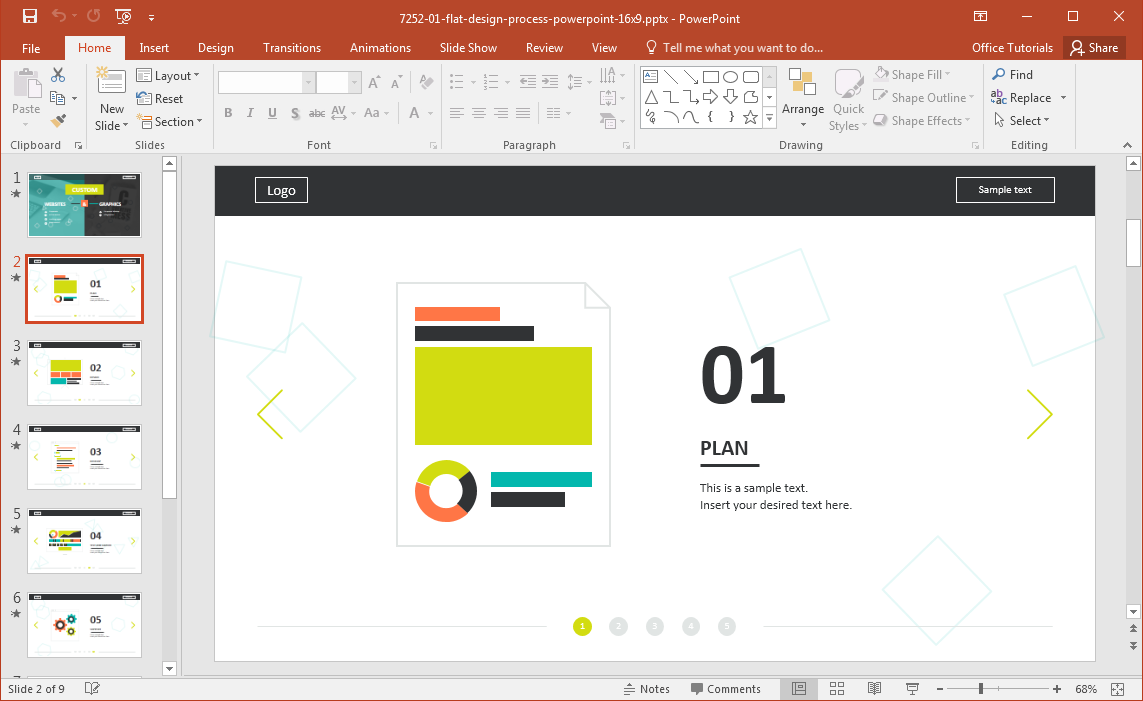 7252-01-flat-design-process-powerpoint-16x9.pptx - PowerPoint
File Home Insert Design Transitions Animations Slide Show Review View Tell me what you want to do... Office Tutorials Share
Paste
New Slide
Layout
Reset
Section
B I U S abc AV Aa A
Arrange
Quick Styles
Shape Fill
Shape Outline
Shape Effects
Find
Replace
Select
Clipboard Slides Font Paragraph Drawing Editing
1
CUSTOM
WEBSITES
GRAPHICS
2
01
3
02
4
03
5
04
6
05
Logo
Sample text
01
PLAN
This is a sample text.
Insert your desired text here.
1 2 3 4 5
Slide 2 of 9 Notes Comments 68%